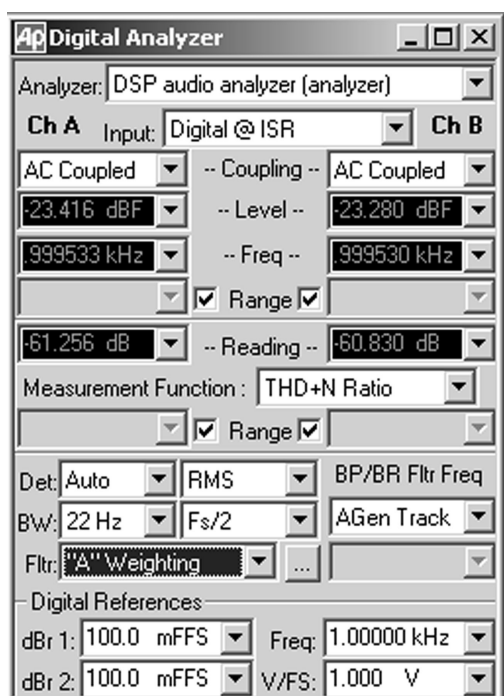 Ap Digital Analyzer
Analyzer: DSP audio analyzer (analyzer)
Ch A Input: Digital @ ISR Ch B
AC Coupled -- Coupling -- AC Coupled
-23.416 dBF -- Level -- -23.280 dBF
.999533 kHz -- Freq -- .999530 kHz
Range
-61.256 dB -- Reading -- -60.830 dB
Measurement Function : THD+N Ratio
Range
Det: Auto RMS BP/BR Fltr Freq
BW: 22 Hz Fs/2 AGen Track
Fltr: "A" Weighting ...
Digital References
dBr 1: 100.0 mFFS Freq: 1.00000 kHz
dBr 2: 100.0 mFFS V/FS: 1.000 V